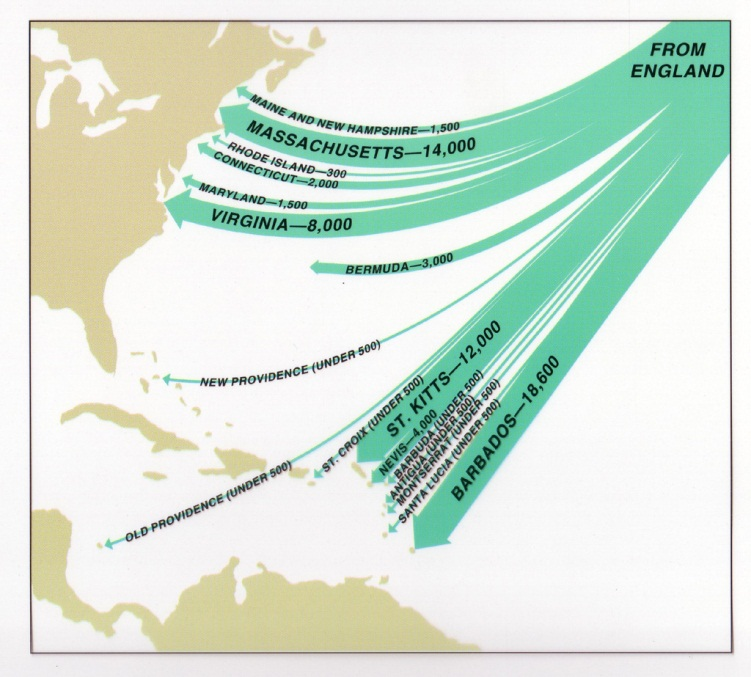 FROM
ENGLAND
MAINE AND NEW HAMPSHIRE—1,500
MASSACHUSETTS—14,000
RHODE ISLAND—300
CONNECTICUT—2,000
MARYLAND—1,500
VIRGINIA—8,000
BERMUDA—3,000
NEW PROVIDENCE (UNDER 500)
OLD PROVIDENCE (UNDER 500)
ST. CROIX (UNDER 500)
ST. KITTS—12,000
NEVIS—4,000
BARBUDA (UNDER 500)
ANTIGUA (UNDER 500)
MONTSERRAT (UNDER 500)
SANTA LUCIA (UNDER 500)
BARBADOS—18,600